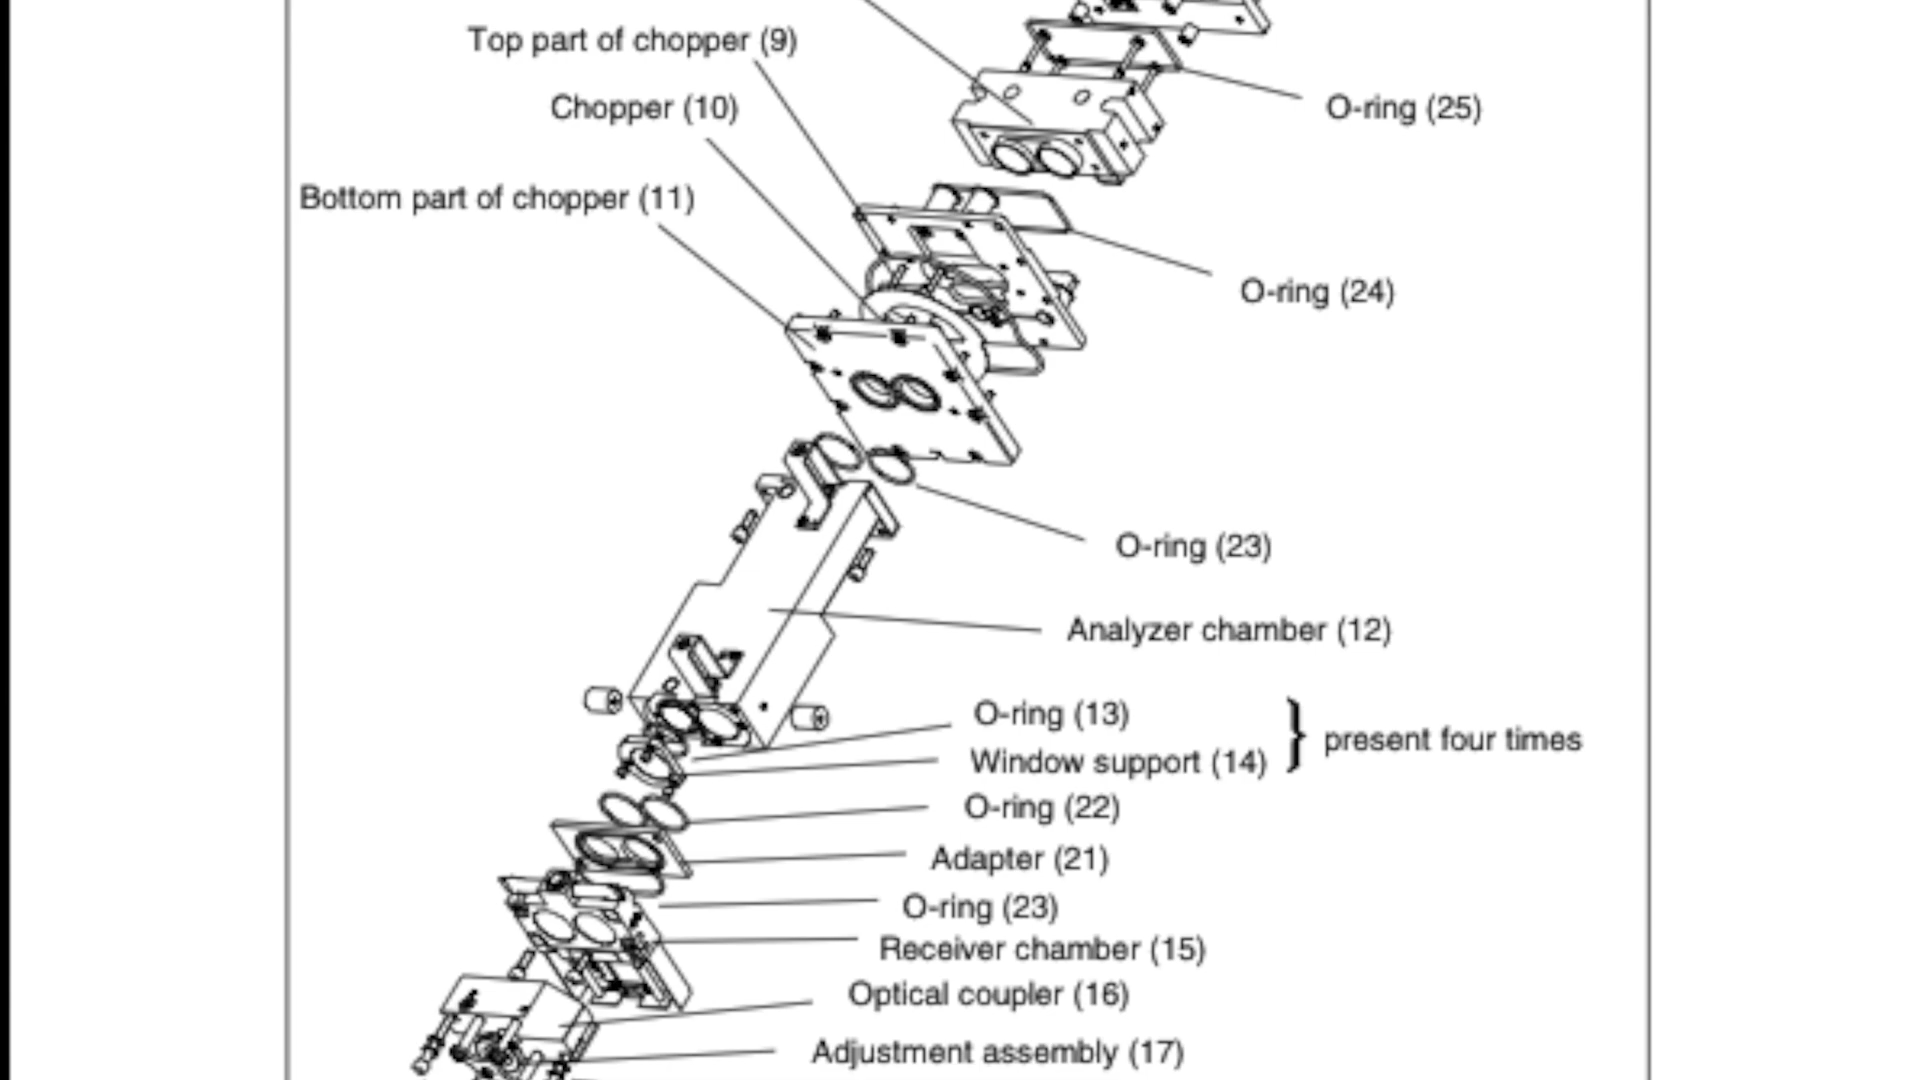 Top part of chopper (9)
Chopper (10)
O-ring (25)
Bottom part of chopper (11)
O-ring (24)
O-ring (23)
Analyzer chamber (12)
O-ring (13)
Window support (14)
} present four times
O-ring (22)
Adapter (21)
O-ring (23)
Receiver chamber (15)
Optical coupler (16)
Adjustment assembly (17)